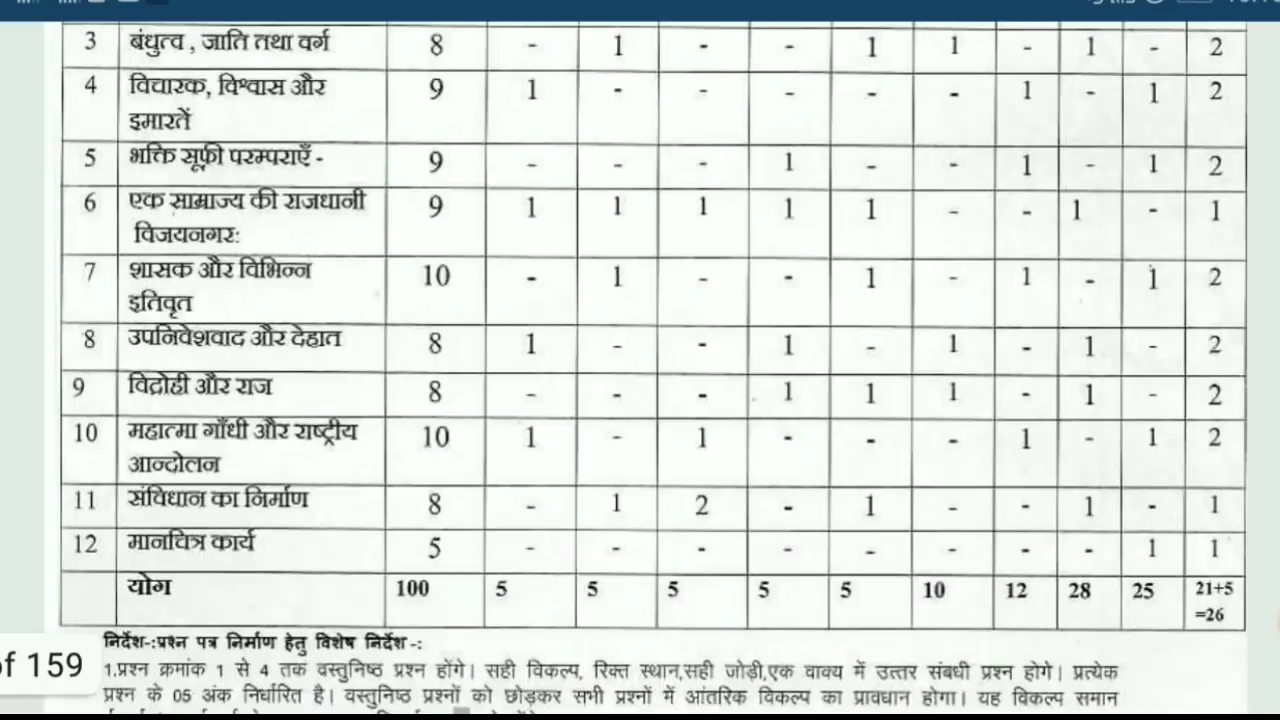 3 बंधुत्व , जाति तथा वर्ग 8 - 1 - - 1 1 - 1 - 2
4 विचारक, विश्वास और 9 1 - - - - - 1 - 1 2
इमारतें
5 भक्ति सूफी परम्पराएँ - 9 - - - 1 - - 1 - 1 2
6 एक साम्राज्य की राजधानी 9 1 1 1 1 1 - - 1 - 1
विजयनगर:
7 शासक और विभिन्न 10 - 1 - - 1 - 1 - 1 2
इतिवृत
8 उपनिवेशवाद और देहात 8 1 - - 1 - 1 - 1 - 2
9 विद्रोही और राज 8 - - - 1 1 1 - 1 - 2
10 महात्मा गाँधी और राष्ट्रीय 10 1 - 1 - - - 1 - 1 2
आन्दोलन
11 संविधान का निर्माण 8 - 1 2 - 1 - - 1 - 1
12 मानचित्र कार्य 5 - - - - - - - - 1 1
योग 100 5 5 5 5 5 10 12 28 25 21+5
=26
निर्देश-:प्रश्न पत्र निर्माण हेतु विशेष निर्देश -:
of 159
1.प्रश्न क्रमांक 1 से 4 तक वस्तुनिष्ठ प्रश्न होंगे। सही विकल्प, रिक्त स्थान,सही जोड़ी,एक वाक्य में उत्तर संबधी प्रश्न होगे। प्रत्येक
प्रश्न के 05 अंक निर्धारित है। वस्तुनिष्ठ प्रश्नों को छोड़कर सभी प्रश्नों में आंतरिक विकल्प का प्रावधान होगा। यह विकल्प समान